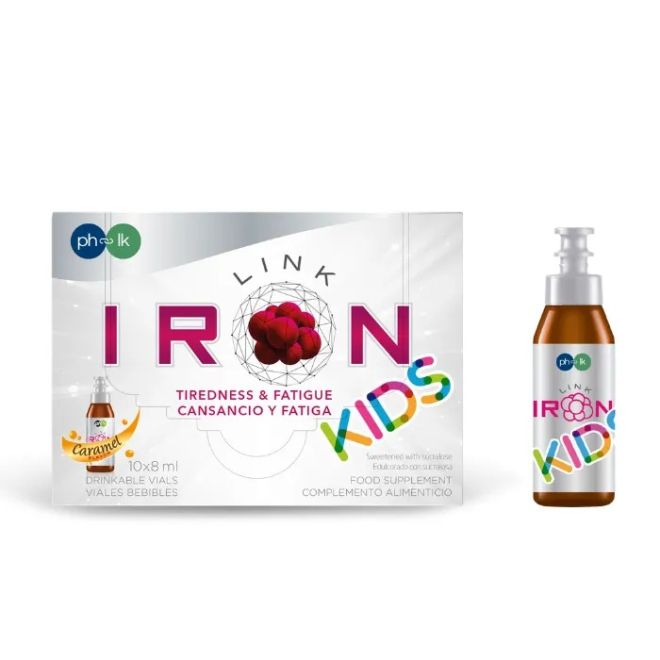 ph lk
LINK
IRON
TIREDNESS & FATIGUE
CANSANCIO Y FATIGA
KIDS
Caramel
10x8 ml
DRINKABLE VIALS
VIALES BEBIBLES
Sweetened with sucralose
Edulcorado con sucralosa
FOOD SUPPLEMENT
COMPLEMENTO ALIMENTICIO
ph lk
LINK
IRON
KIDS